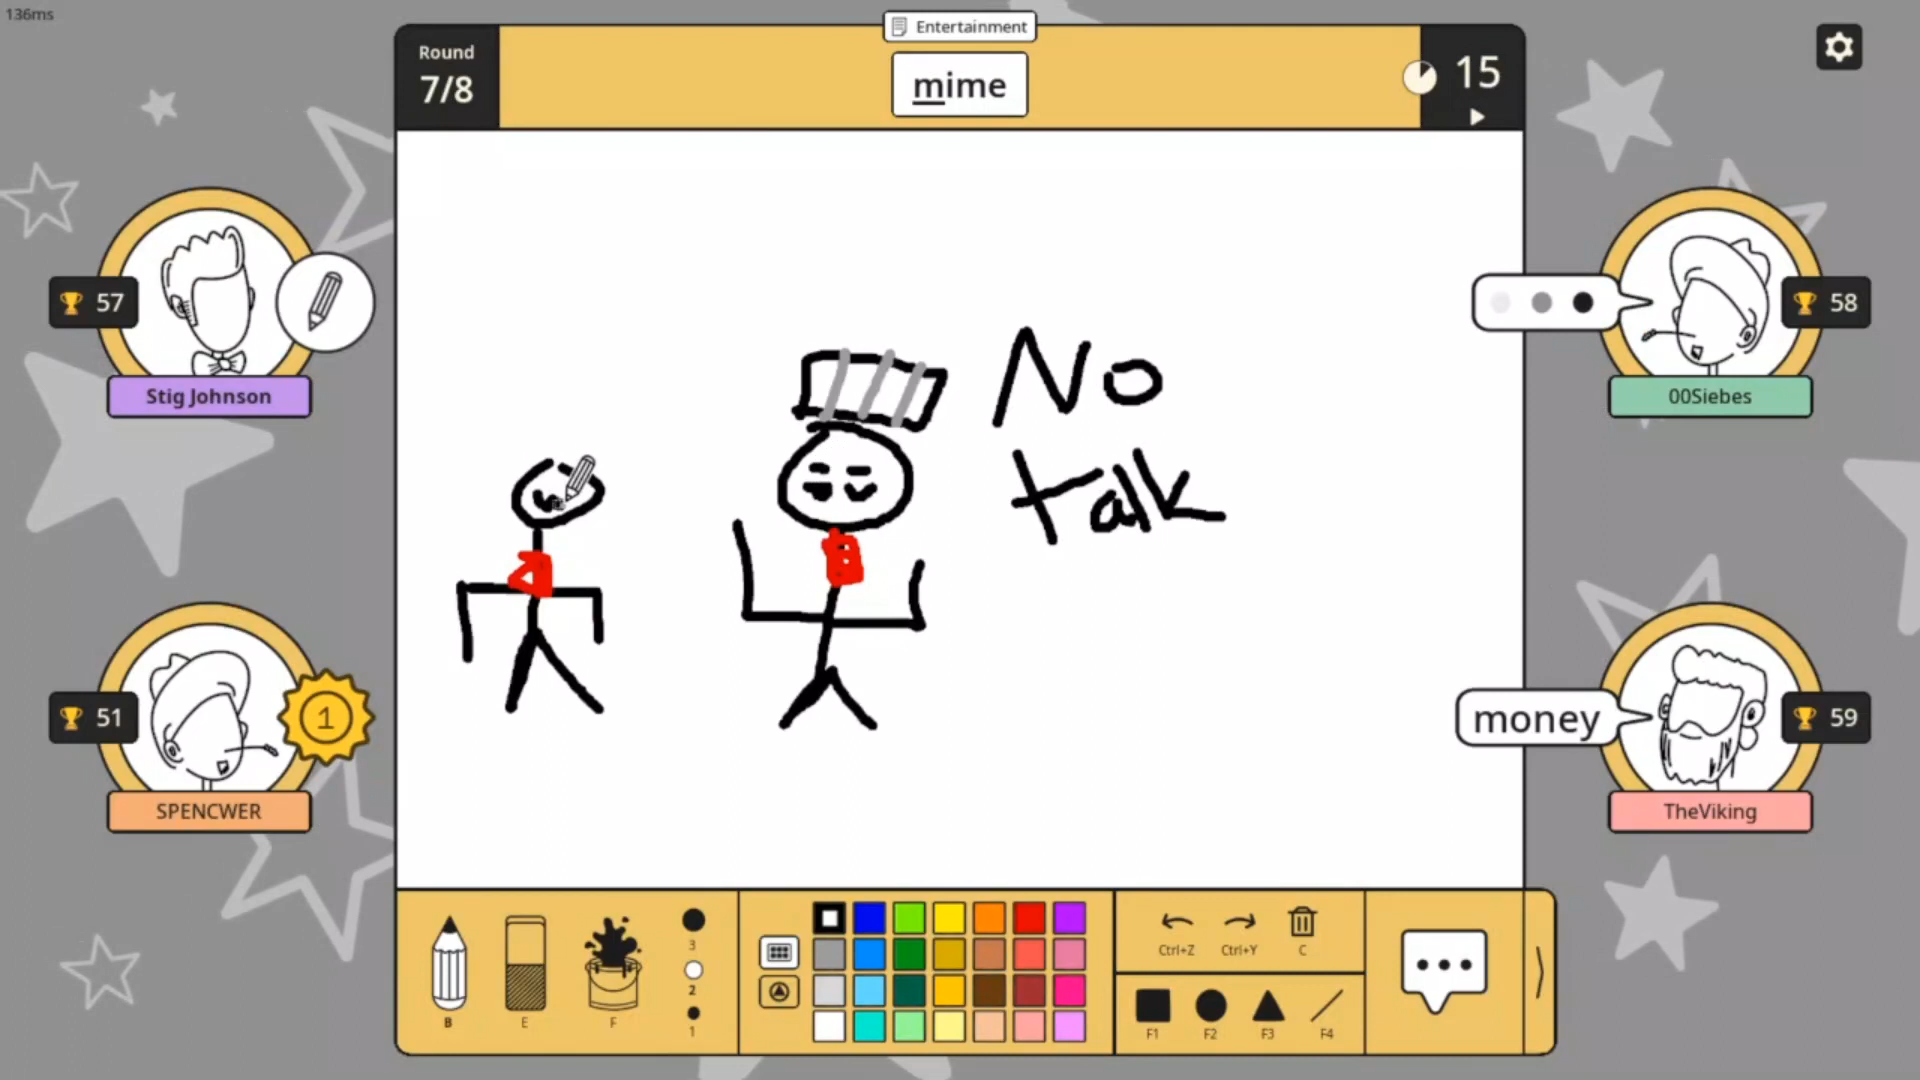 136ms
Entertainment
Round
7/8
mime
15
57
Stig Johnson
58
00Siebes
No
talk
51
1
SPENCWER
money
59
TheViking
B
E
F
3
2
1
Ctrl+Z
Ctrl+Y
C
F1
F2
F3
F4